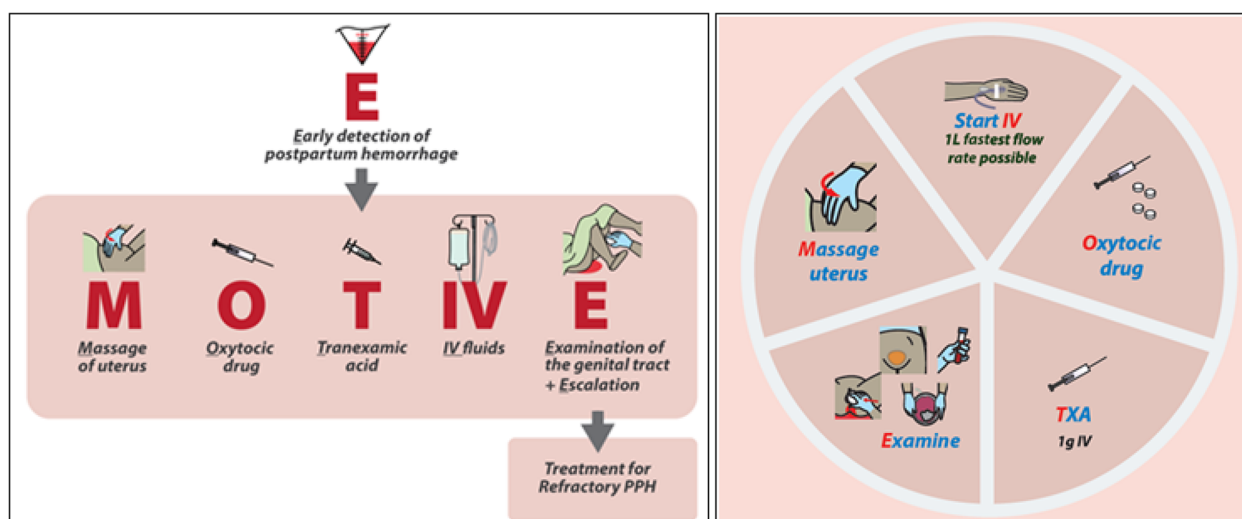 E
Early detection of
postpartum hemorrhage
M
Massage
of uterus
O
Oxytocic
drug
T
Tranexamic
acid
IV
IV fluids
E
Examination of
the genital tract
+ Escalation
Treatment for
Refractory PPH
Start IV
1L fastest flow
rate possible
Massage
uterus
Oxytocic
drug
Examine
TXA
1g IV